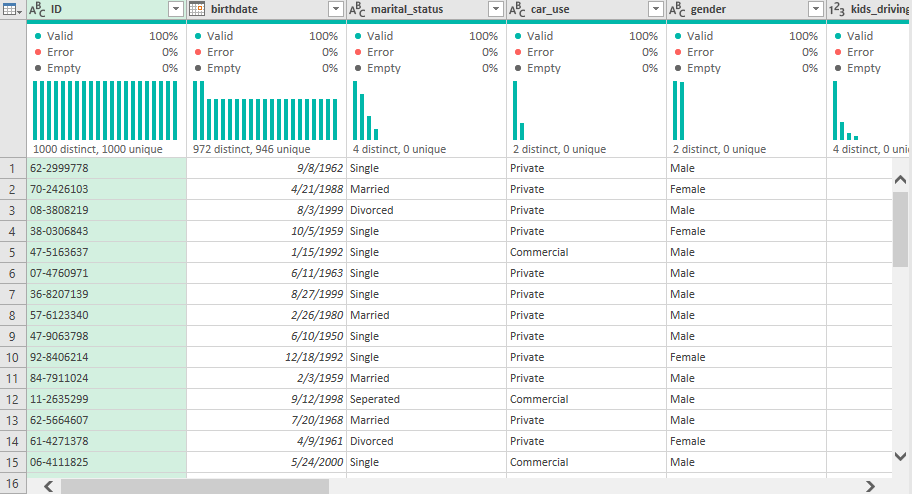 ABC ID birthdate ABC marital_status ABC car_use ABC gender 123 kids_driving
Valid 100% Valid 100% Valid 100% Valid 100% Valid 100% Valid
Error 0% Error 0% Error 0% Error 0% Error 0% Error
Empty 0% Empty 0% Empty 0% Empty 0% Empty 0% Empty
1000 distinct, 1000 unique 972 distinct, 946 unique 4 distinct, 0 unique 2 distinct, 0 unique 2 distinct, 0 unique 4 distinct, 0 uni
1 62-2999778 9/8/1962 Single Private Male
2 70-2426103 4/21/1988 Married Private Female
3 08-3808219 8/3/1999 Divorced Private Male
4 38-0306843 10/5/1959 Single Private Female
5 47-5163637 1/15/1992 Single Commercial Male
6 07-4760971 6/11/1963 Single Private Male
7 36-8207139 8/27/1999 Single Private Male
8 57-6123340 2/26/1980 Married Private Male
9 47-9063798 6/10/1950 Single Private Male
10 92-8406214 12/18/1992 Single Private Female
11 84-7911024 2/3/1959 Married Private Male
12 11-2635299 9/12/1998 Seperated Commercial Male
13 62-5664607 7/20/1968 Married Private Male
14 61-4271378 4/9/1961 Divorced Private Female
15 06-4111825 5/24/2000 Single Commercial Male
16